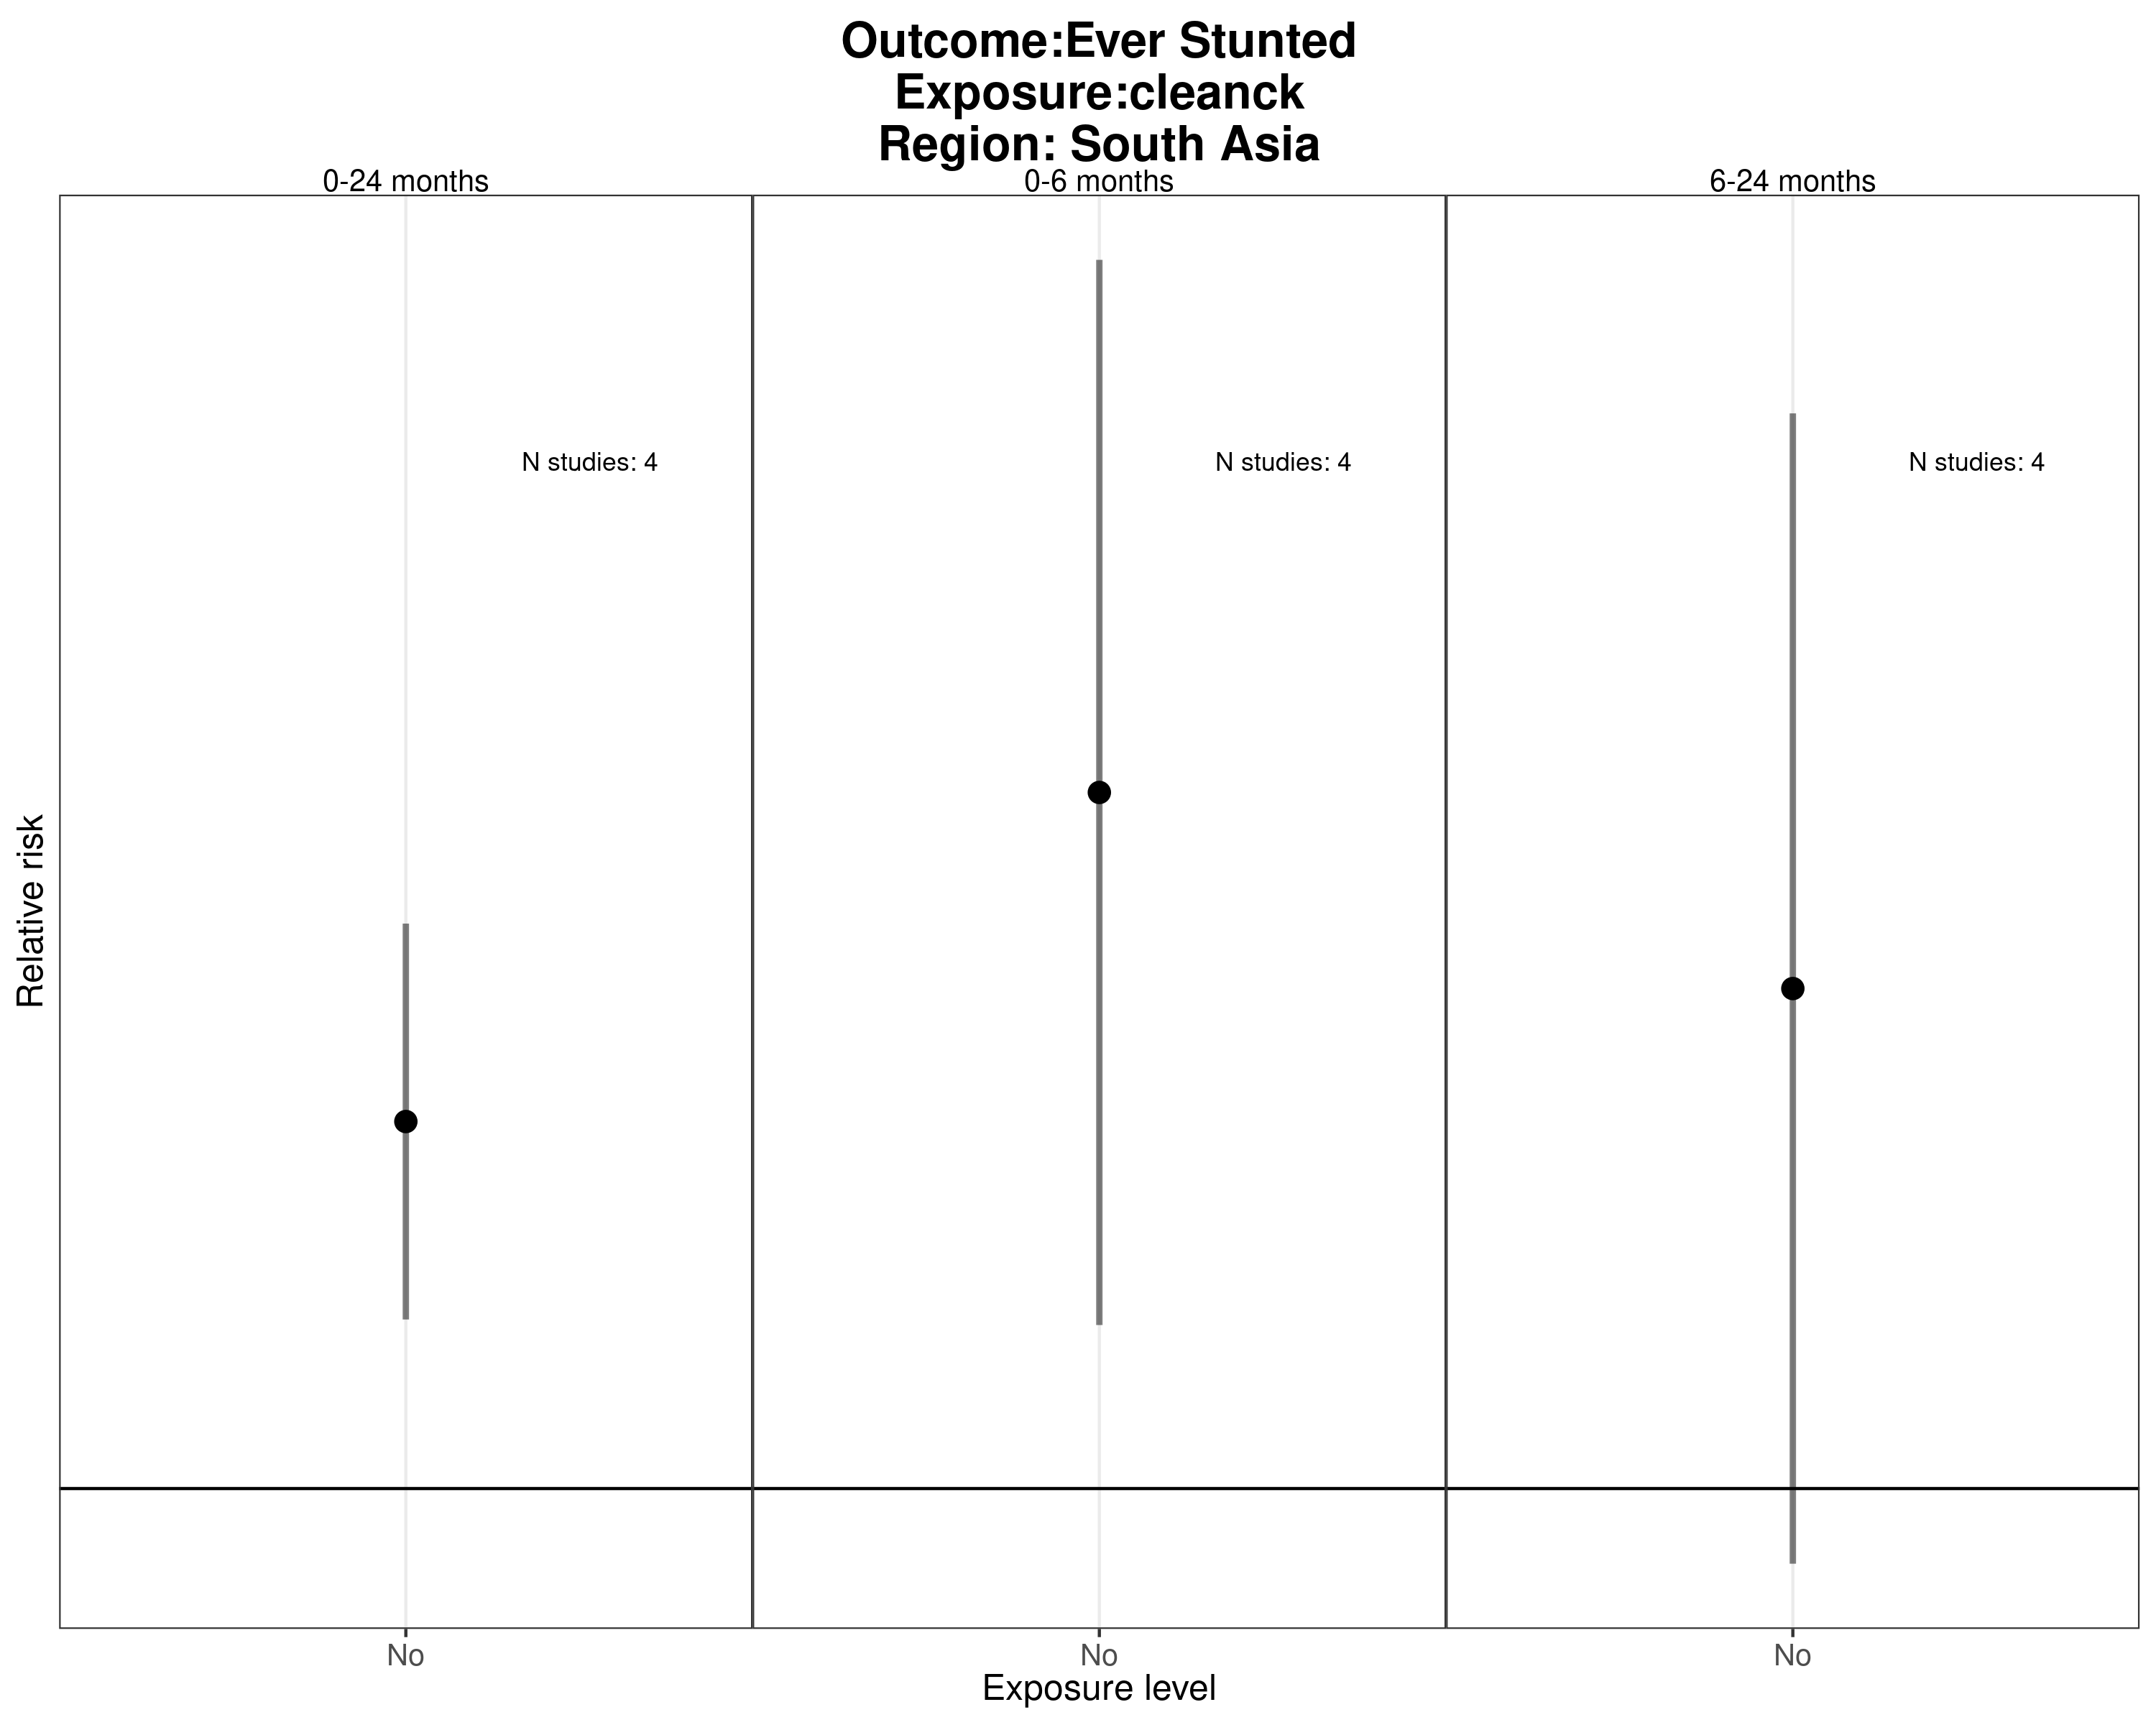 Outcome:Ever Stunted
Exposure:cleanck
Region: South Asia
0-24 months
0-6 months
6-24 months
N studies: 4
N studies: 4
N studies: 4
Relative risk
No
No
No
Exposure level